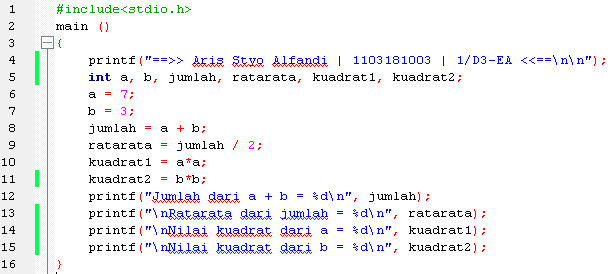 1 #include<stdio.h>
2 main ()
3 {
4 printf("==>> Aris Styo Alfandi | 1103181003 | 1/D3-EA <<==\n\n");
5 int a, b, jumlah, ratarata, kuadrat1, kuadrat2;
6 a = 7;
7 b = 3;
8 jumlah = a + b;
9 ratarata = jumlah / 2;
10 kuadrat1 = a*a;
11 kuadrat2 = b*b;
12 printf("Jumlah dari a + b = %d\n", jumlah);
13 printf("\nRatarata dari jumlah = %d\n", ratarata);
14 printf("\nNilai kuadrat dari a = %d\n", kuadrat1);
15 printf("\nNilai kuadrat dari b = %d\n", kuadrat2);
16 }